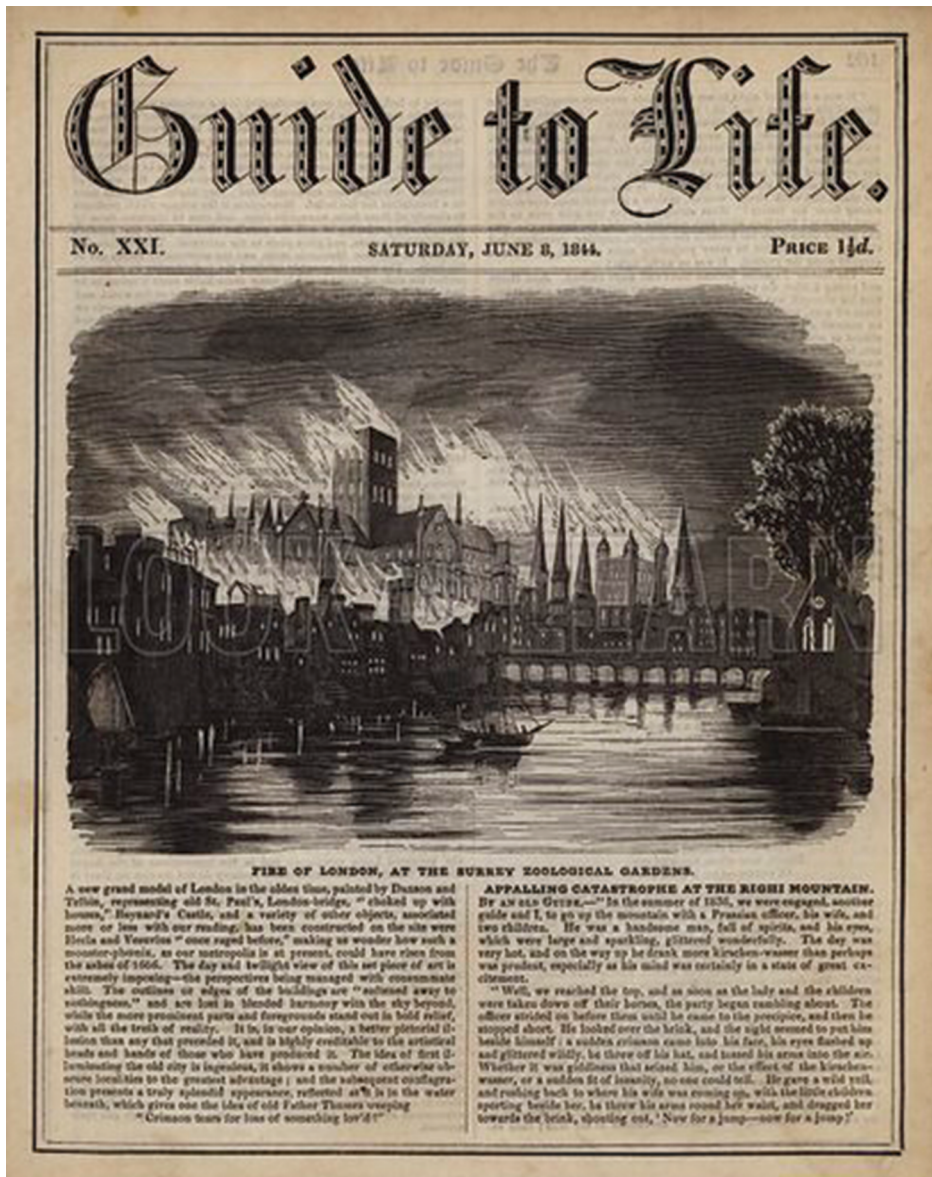 Guide to Life.
No. XXI.
SATURDAY, JUNE 8, 1844.
PRICE 1½d.
LOOK AND LEARN
FIRE OF LONDON, AT THE SURREY ZOOLOGICAL GARDENS.
A new grand model of London in the olden time, painted by Danson and
Telbin, representing old St. Paul's, London-bridge, "choked up with
houses," Baynard's Castle, and a variety of other objects, associated
more or less with our reading, has been constructed on the site were
Hecla and Vesuvius "once raged before," making us wonder how such a
monster-phœnix, as our metropolis is at present, could have risen from
the ashes of 1666. The day and twilight view of this set piece of art is
extremely imposing—the perspectives being managed with consummate
skill. The outlines or edges of the buildings are "softened away to
nothingness," and are lost in blended harmony with the sky beyond,
while the more prominent parts and foregrounds stand out in bold relief,
with all the truth of reality. It is, in our opinion, a better pictorial il-
lusion than any that preceded it, and is highly creditable to the artistical
heads and hands of those who have produced it. The idea of first il-
luminating the old city is ingenious, it shows a number of otherwise ob-
scure localities to the greatest advantage; and the subsequent conflagra-
tion presents a truly splendid appearance, reflected as it is in the water
beneath, which gives one the idea of old Father Thames weeping
"Crimson tears for loss of something lov'd!"
APPALLING CATASTROPHE AT THE RIGHI MOUNTAIN.
BY AN OLD GUIDE.—"In the summer of 1836, we were engaged, another
guide and I, to go up the mountain with a Prussian officer, his wife, and
two children. He was a handsome man, full of spirits, and his eyes,
which were large and sparkling, glittered wonderfully. The day was
very hot, and on the way up he drank more kirschen-wasser than perhaps
was prudent, especially as his mind was certainly in a state of great ex-
citement.
"Well, we reached the top, and as soon as the lady and the children
were taken down off their horses, the party began rambling about. The
officer strided on before them until he came to the precipice, and then he
stopped short. He looked over the brink, and the sight seemed to put him
beside himself: a sudden crimson came into his face, his eyes flashed up
and glittered wildly, he threw off his hat, and tossed his arms into the air.
Whether it was giddiness that seized him, or the effect of the kirschen-
wasser, or a sudden fit of insanity, no one could tell. He gave a wild yell,
and rushing back to where his wife was coming up, with the little children
sporting beside her, he threw his arms round her waist, and dragged her
towards the brink, shouting out, 'Now for a jump—now for a jump!'